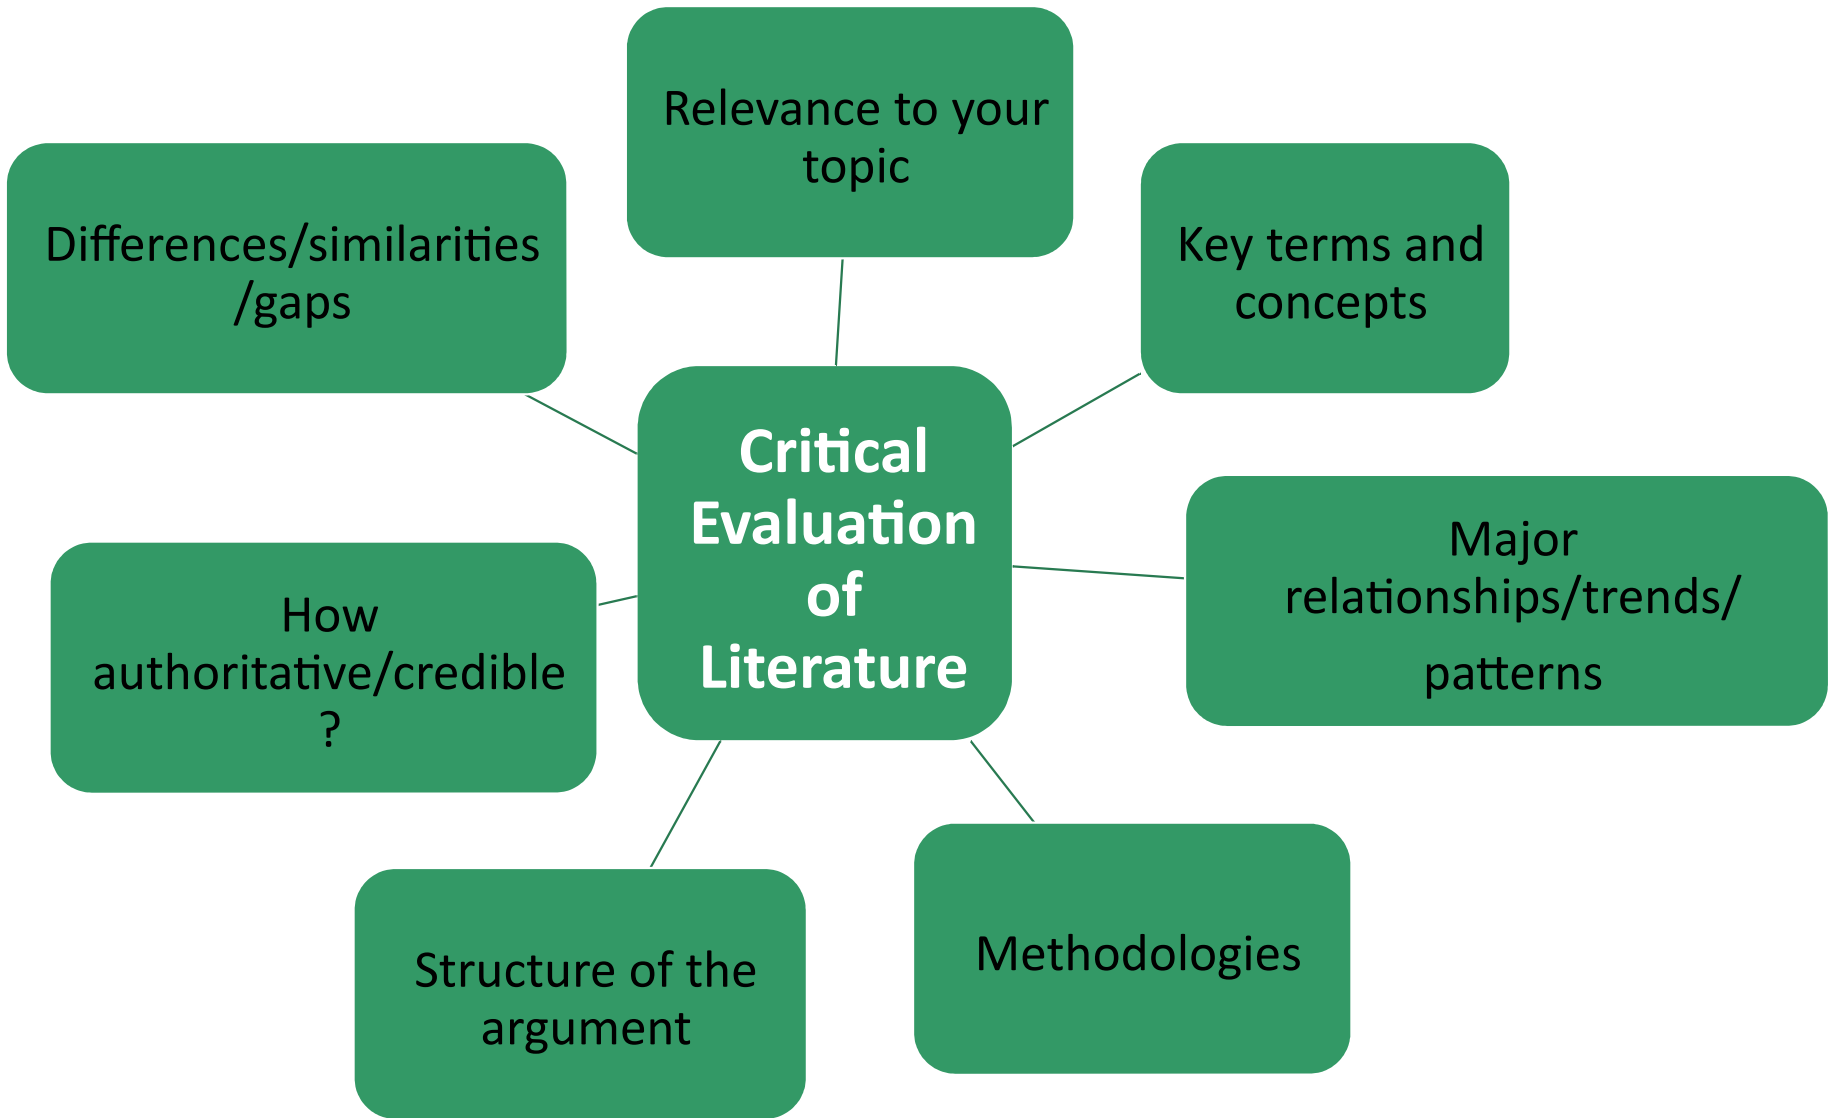 Relevance to your
topic
Differences/similarities
/gaps
Key terms and
concepts
Critical
Evaluation
of
Literature
Major
relationships/trends/
patterns
How
authoritative/credible
?
Structure of the
argument
Methodologies